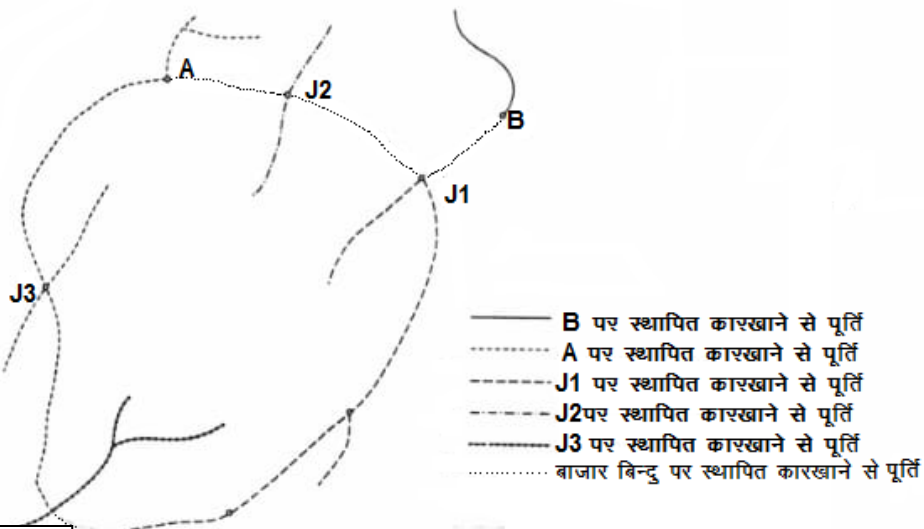 A
J2
B
J1
J3
B पर स्थापित कारखाने से पूर्ति
A पर स्थापित कारखाने से पूर्ति
J1 पर स्थापित कारखाने से पूर्ति
J2पर स्थापित कारखाने से पूर्ति
J3 पर स्थापित कारखाने से पूर्ति
बाजार बिन्दु पर स्थापित कारखाने से पूर्ति